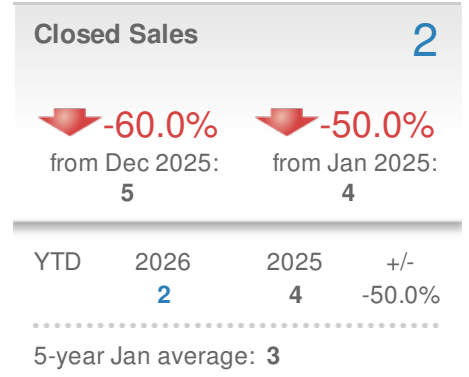 Closed Sales 2
-60.0% -50.0%
from Dec 2025: from Jan 2025:
5 4
YTD 2026 2025 +/-
2 4 -50.0%
5-year Jan average: 3